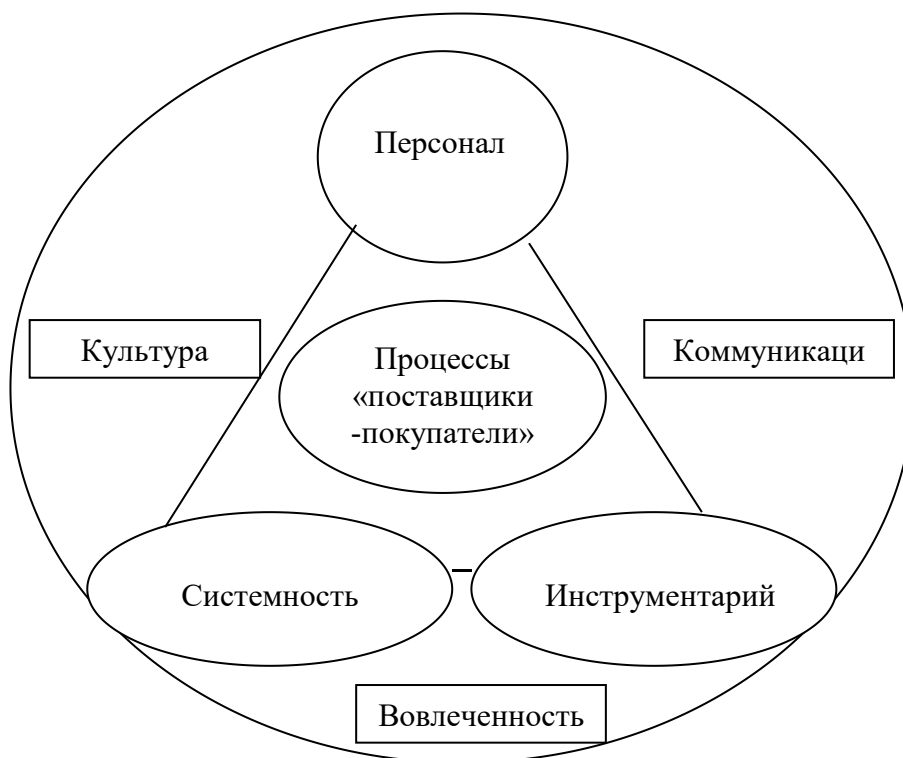 Персонал
Культура
Коммуникаци
Процессы
«поставщики
-покупатели»
Системность
Инструментарий
Вовлеченность